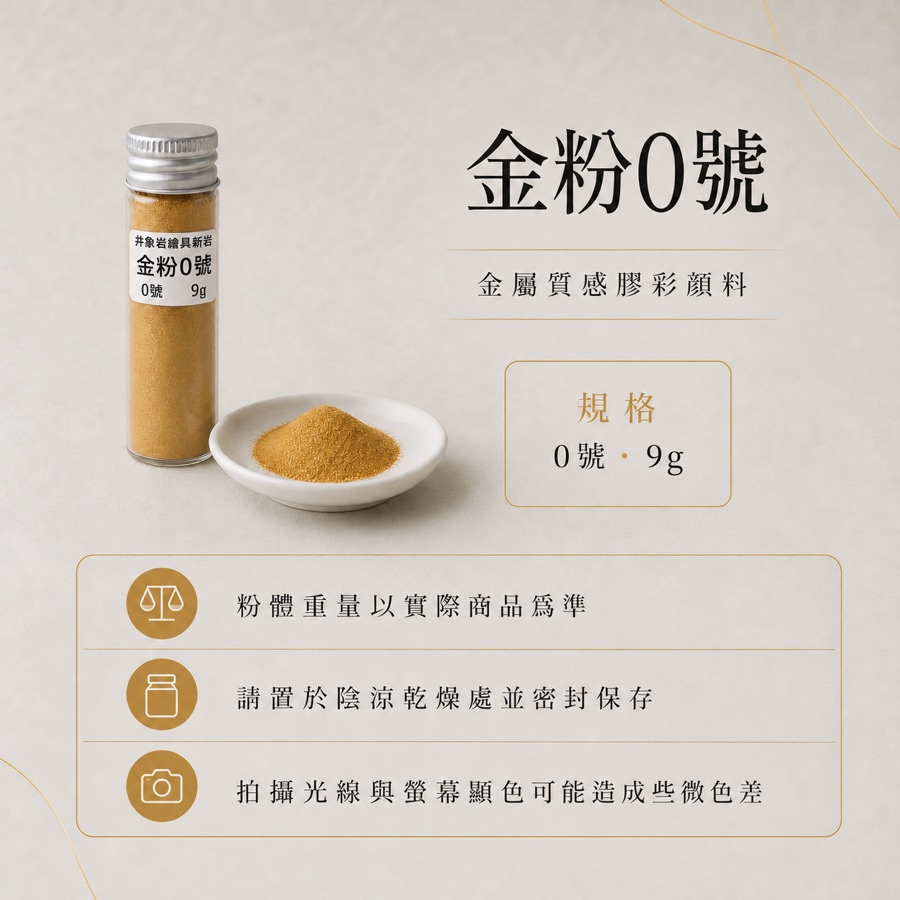 金粉0號
金屬質感膠彩顏料
井象岩繪具新岩
金粉0號
0號 9g
規格
0號・9g
粉體重量以實際商品爲準
請置於陰涼乾燥處並密封保存
拍攝光線與螢幕顯色可能造成些微色差